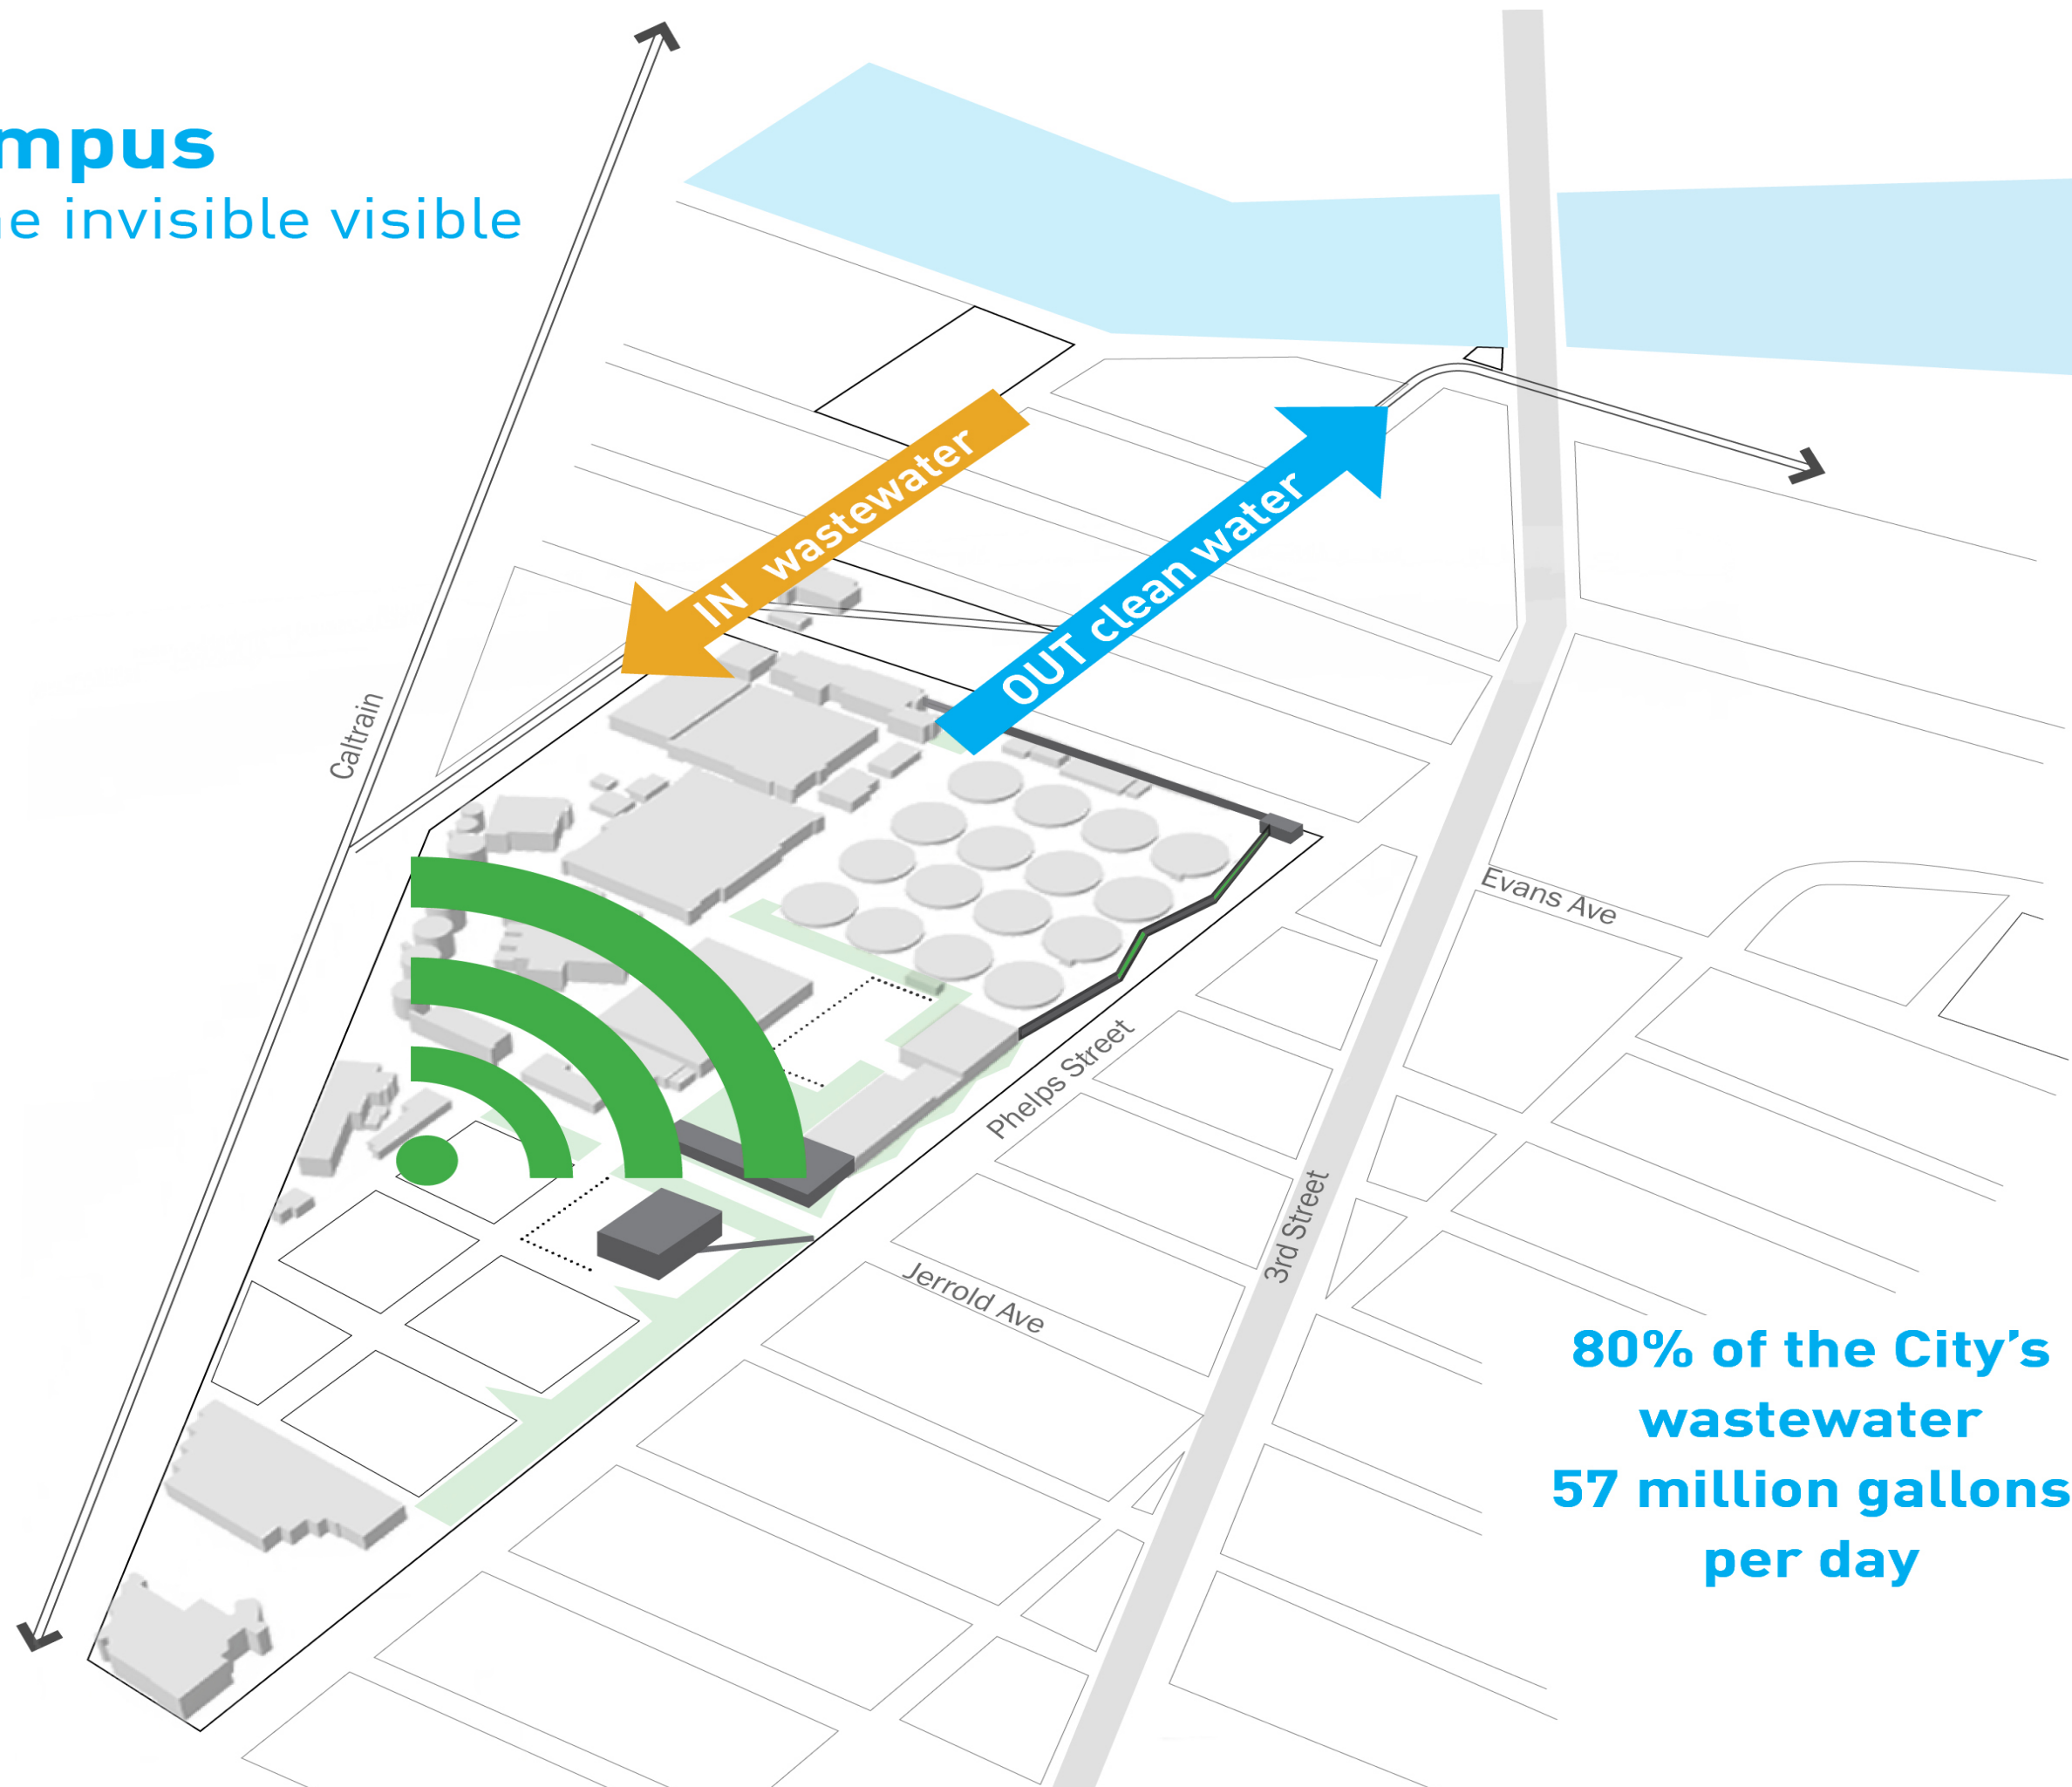 mpus
e invisible visible
IN wastewater
OUT clean water
Caltrain
Evans Ave
Phelps Street
3rd Street
Jerrold Ave
80% of the City's
wastewater
57 million gallons
per day